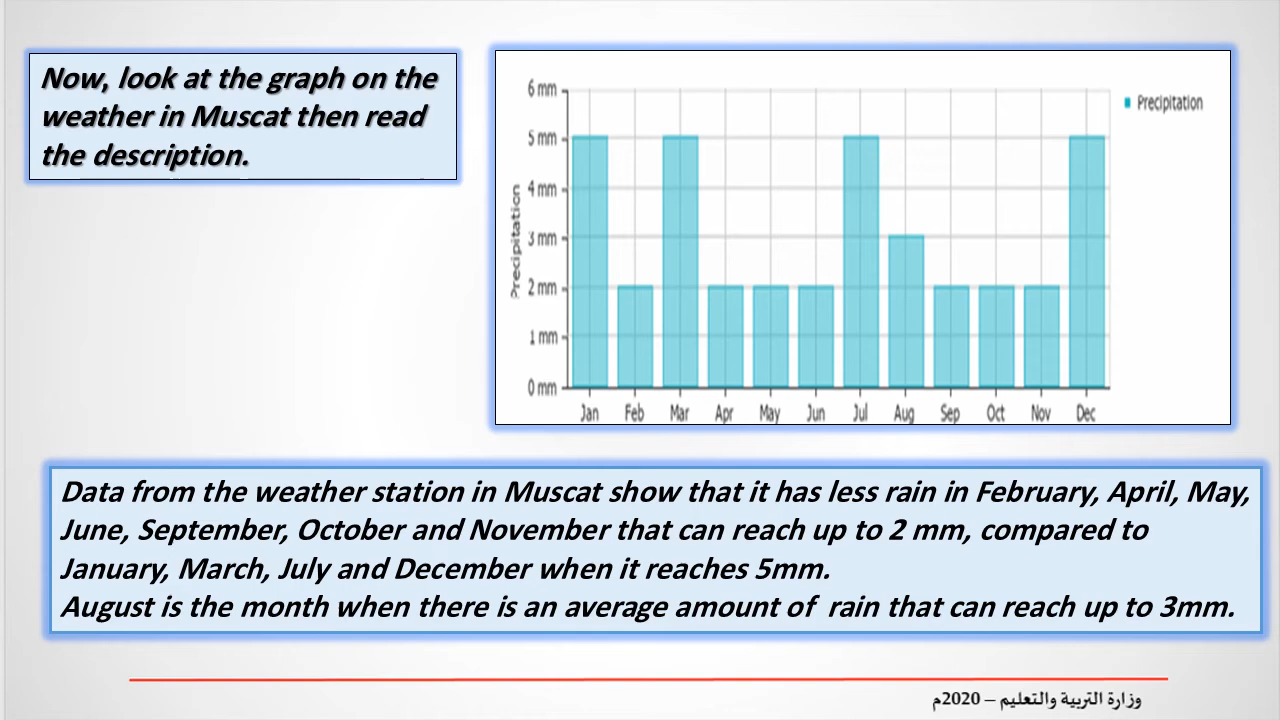 Now, look at the graph on the
weather in Muscat then read
the description.
6 mm
5 mm
4 mm
3 mm
2 mm
1 mm
0 mm
Precipitation
Jan Feb Mar Apr May Jun Jul Aug Sep Oct Nov Dec
Precipitation
Data from the weather station in Muscat show that it has less rain in February, April, May,
June, September, October and November that can reach up to 2 mm, compared to
January, March, July and December when it reaches 5mm.
August is the month when there is an average amount of rain that can reach up to 3mm.
وزارة التربية والتعليم – 2020م